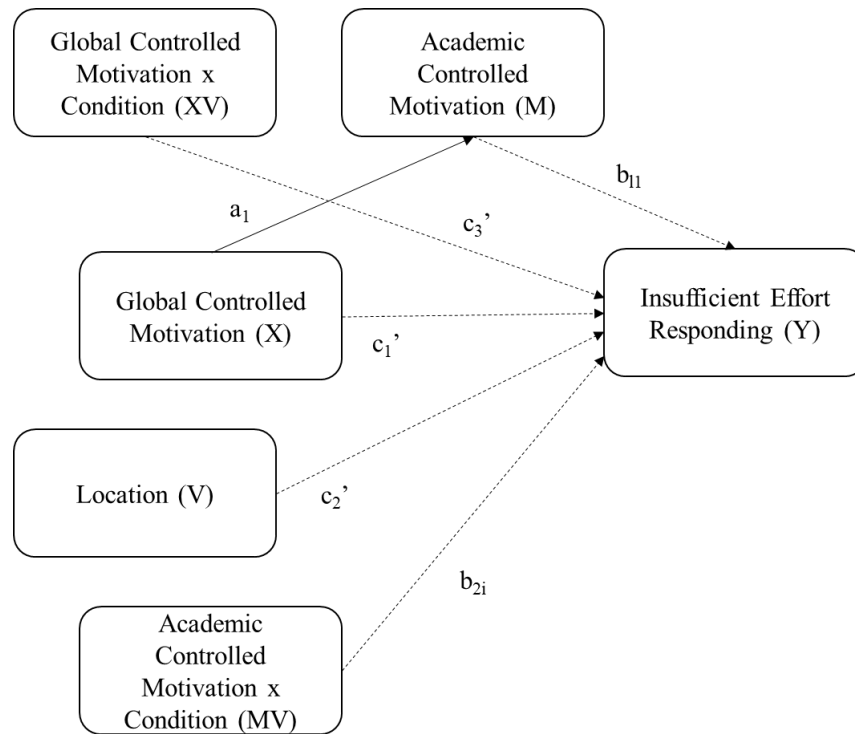 Global Controlled
Motivation x
Condition (XV)
Academic
Controlled
Motivation (M)
b11
a1
c3’
Global Controlled
Motivation (X)
c1’
Insufficient Effort
Responding (Y)
Location (V)
c2’
b2i
Academic
Controlled
Motivation x
Condition (MV)